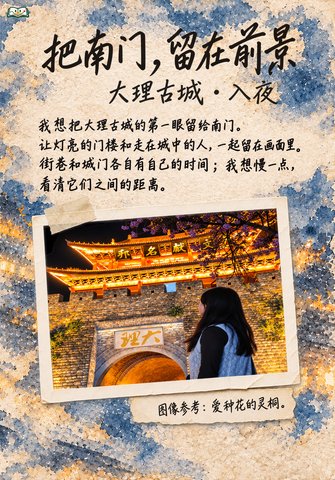 把南门，留在前景
大理古城·入夜
我想把大理古城的第一眼留给南门。
让灯亮的门楼和走在城中的人，一起留在画面里。
街巷和城门各自有自己的时间；我想慢一点，
看清它们之间的距离。
文献名邦
大理
图像参考：爱种花的灵桐。